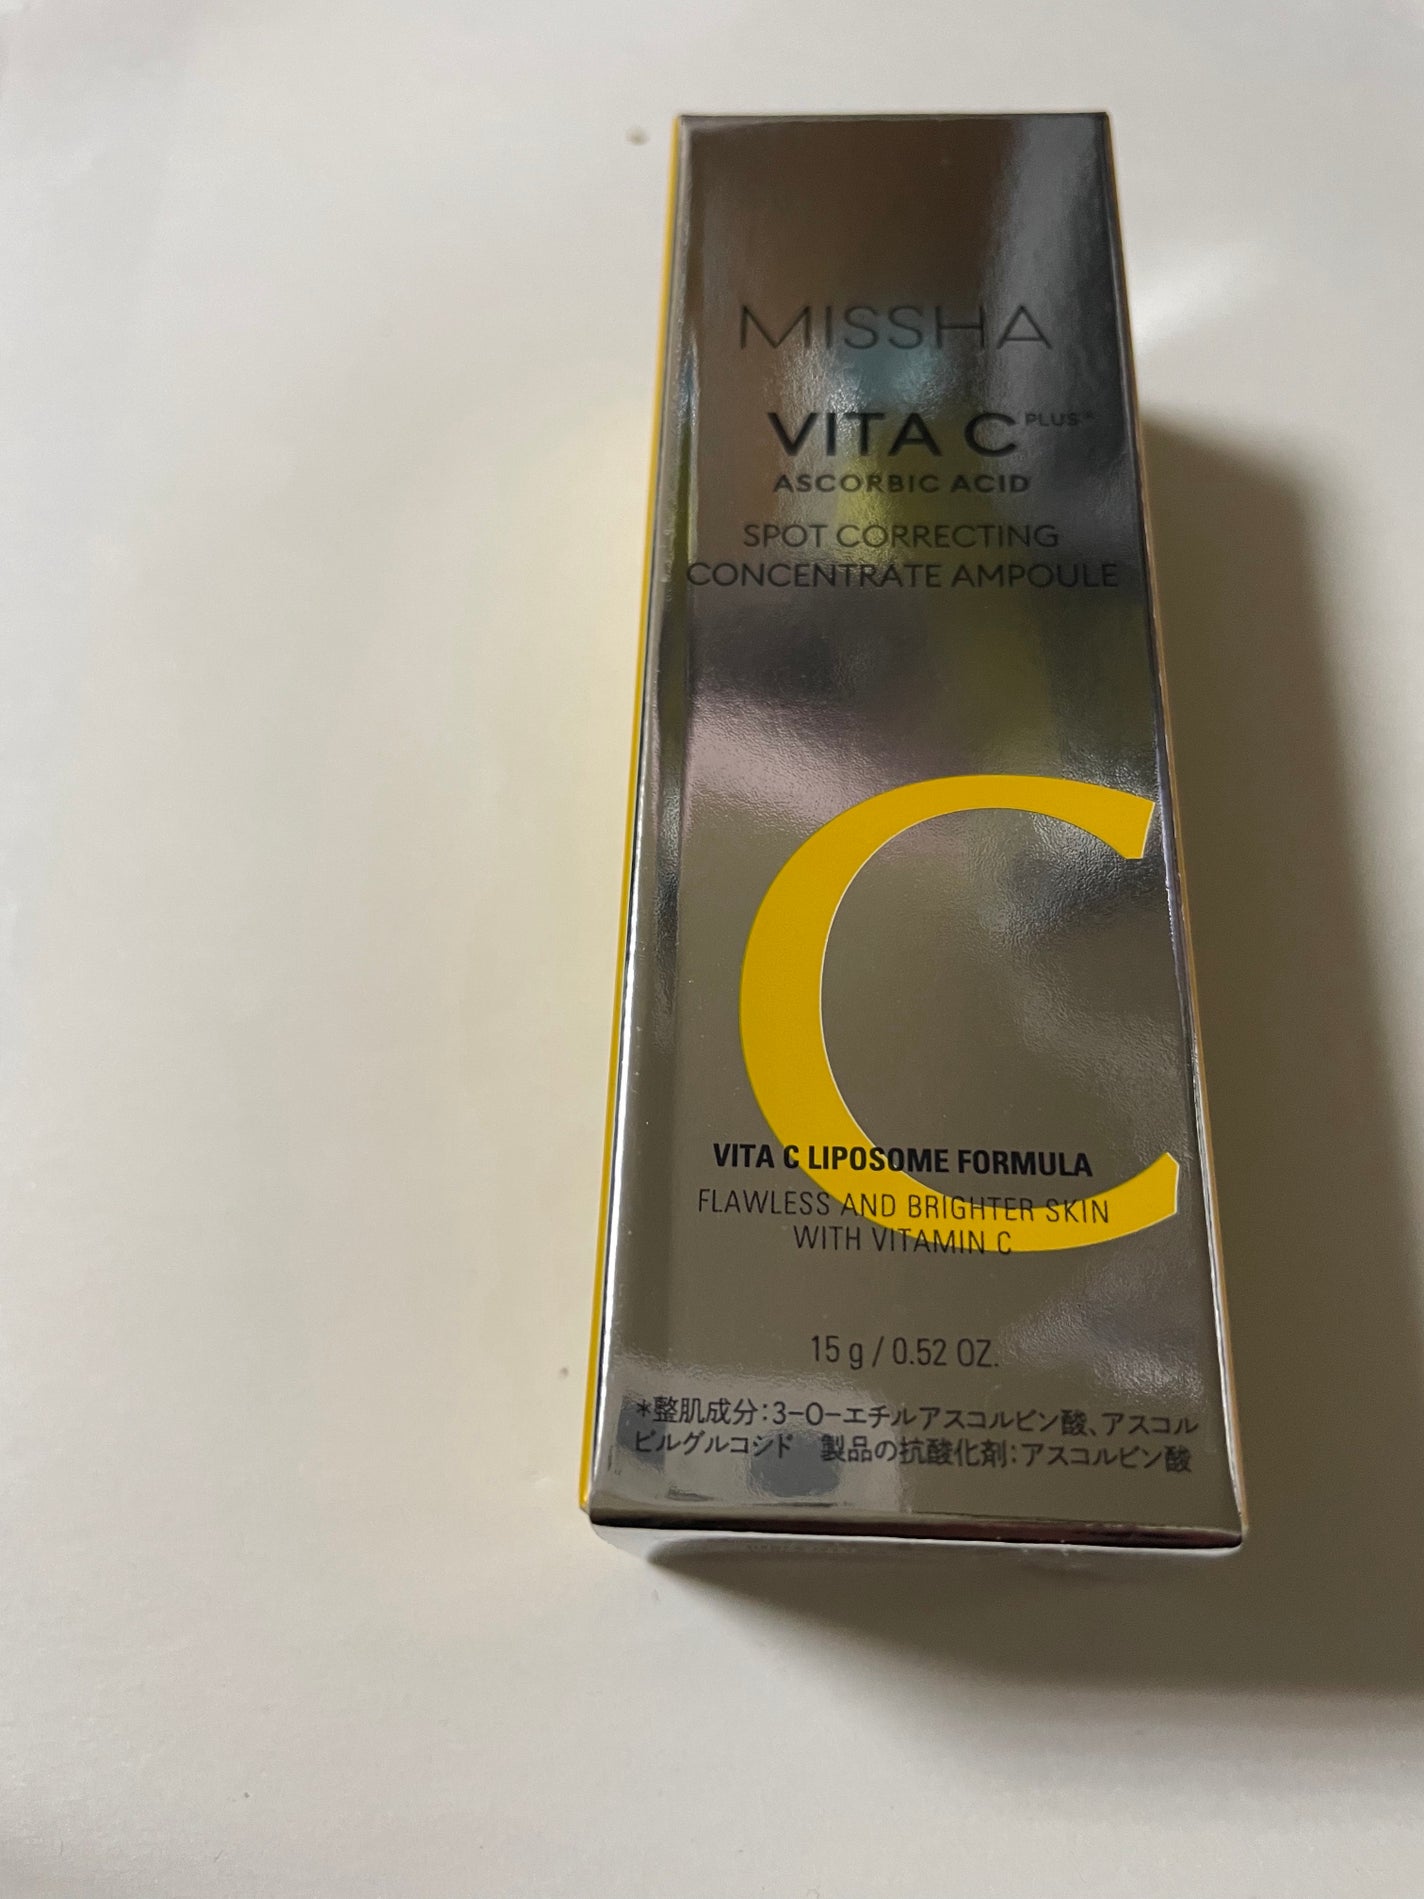 MISSHA
VITA C PLUS*
ASCORBIC ACID
SPOT CORRECTING
CONCENTRATE AMPOULE
C
VITA C LIPOSOME FORMULA
FLAWLESS AND BRIGHTER SKIN
WITH VITAMIN C
15 g / 0.52 OZ.
*整肌成分:3-O-エチルアスコルビン酸、アスコル
ビルグルコシド 製品の抗酸化剤:アスコルビン酸